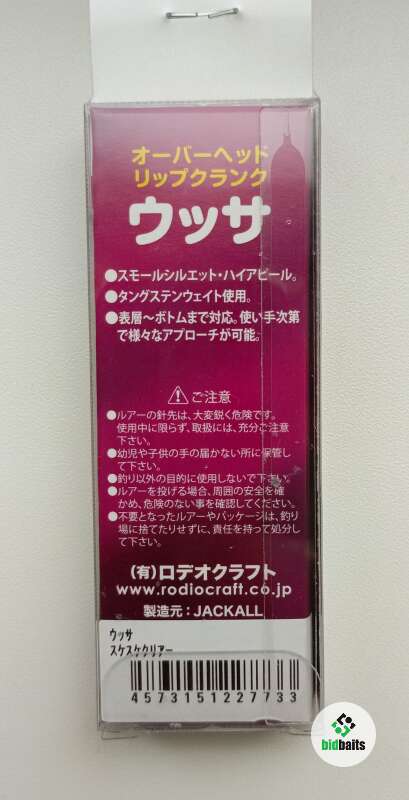 オーバーヘッド
リップクランク
ウッサ
●スモールシルエット・ハイアピール。
●タングステンウェイト使用。
●表層〜ボトムまで対応。使い手次第
で様々なアプローチが可能。
⚠ご注意
●ルアーの針先は、大変鋭く危険です。
使用中に限らず、取扱には、充分ご注意
下さい。
●幼児や子供の手の届かない所に保管し
て下さい。
●釣り以外の目的に使用しないで下さい。
●ルアーを投げる場合、周囲の安全を確
かめ、危険のない事を確認してください。
●不要となったルアーやパッケージは、釣り
場に捨てたりせずに、責任を持って処分し
て下さい。
(有)ロデオクラフト
www.rodiocraft.co.jp
製造元：JACKALL
ウッサ
スケスケクリアー
4573151227733
bidbaits